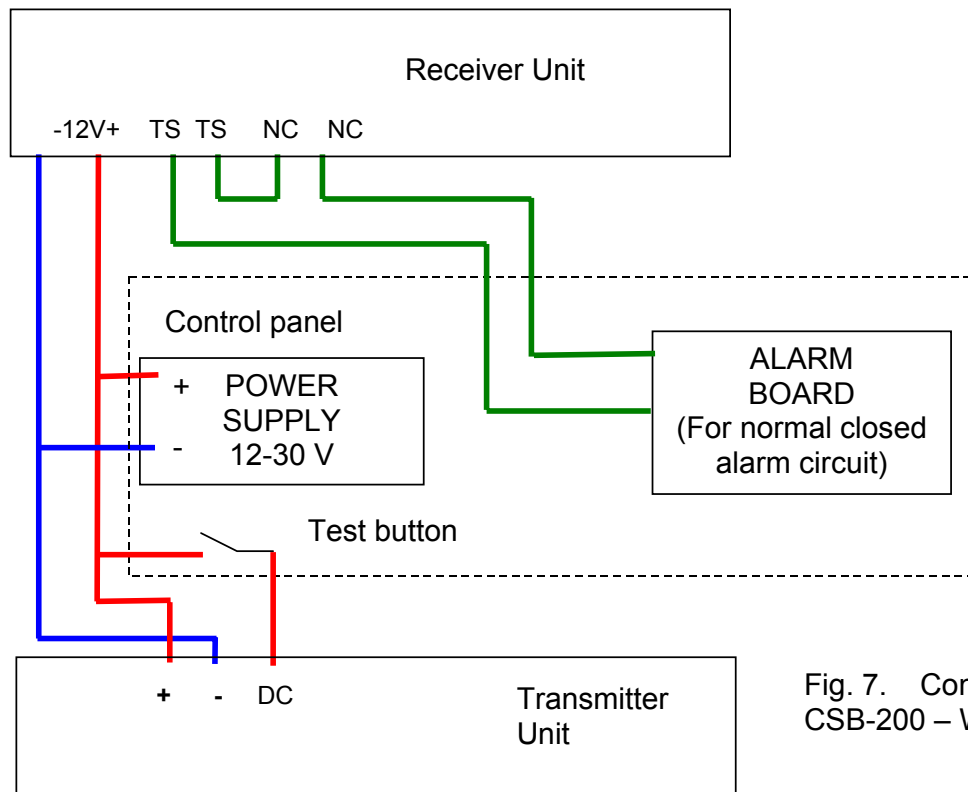 Receiver Unit
-12V+ TS TS NC NC
Control panel
+ POWER
SUPPLY
- 12-30 V
ALARM
BOARD
(For normal closed
alarm circuit)
Test button
+ - DC
Transmitter
Unit
Fig. 7. Con
CSB-200 – W